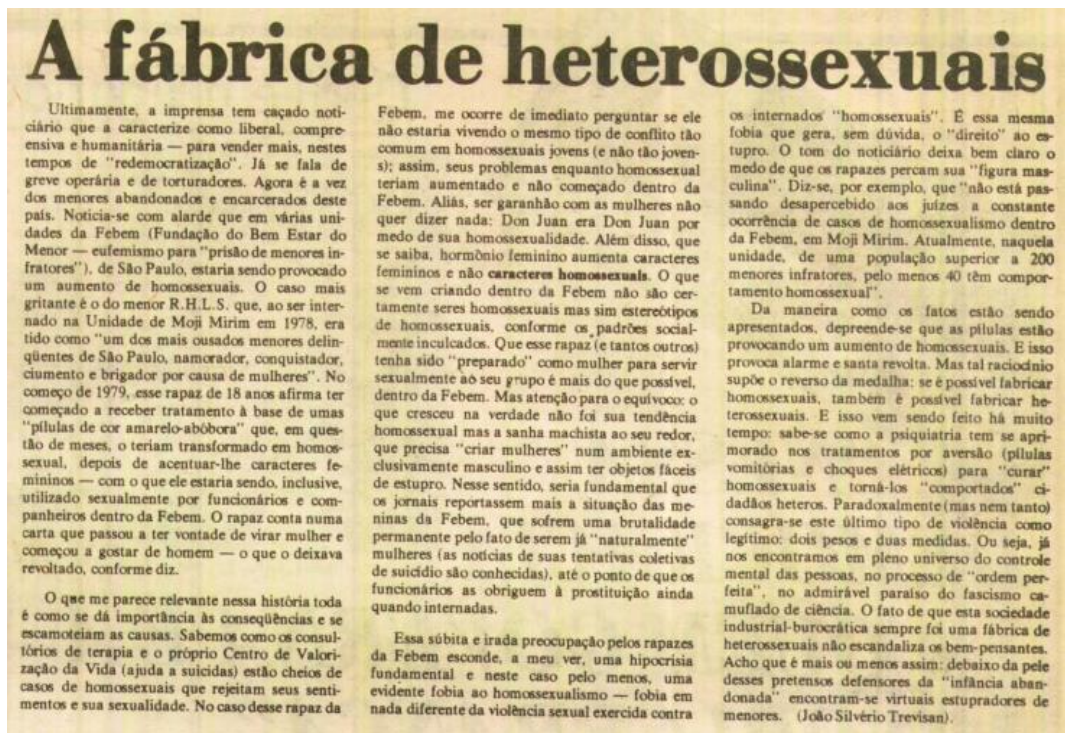 A fábrica de heterossexuais
Ultimamente, a imprensa tem caçado noti-
ciário que a caracterize como liberal, compre-
ensiva e humanitária — para vender mais, nestes
tempos de "redemocratização". Já se fala de
greve operária e de torturadores. Agora é a vez
dos menores abandonados e encarcerados deste
país. Noticia-se com alarde que em várias uni-
dades da Febem (Fundação do Bem Estar do
Menor — eufemismo para "prisão de menores in-
fratores"), de São Paulo, estaria sendo provocado
um aumento de homossexuais. O caso mais
gritante é o do menor R.H.L.S. que, ao ser inter-
nado na Unidade de Moji Mirim em 1978, era
tido como "um dos mais ousados menores delin-
qüentes de São Paulo, namorador, conquistador,
ciumento e brigador por causa de mulheres". No
começo de 1979, esse rapaz de 18 anos afirma ter
começado a receber tratamento à base de umas
"pílulas de cor amarelo-abóbora" que, em ques-
tão de meses, o teriam transformado em homos-
sexual, depois de acentuar-lhe caracteres fe-
mininos — com o que ele estaria sendo, inclusive,
utilizado sexualmente por funcionários e com-
panheiros dentro da Febem. O rapaz conta numa
carta que passou a ter vontade de virar mulher e
começou a gostar de homem — o que o deixava
revoltado, conforme diz.
O que me parece relevante nessa história toda
é como se dá importância às conseqüências e se
escamoteiam as causas. Sabemos como os consul-
tórios de terapia e o próprio Centro de Valori-
zação da Vida (ajuda a suicidas) estão cheios de
casos de homossexuais que rejeitam seus senti-
mentos e sua sexualidade. No caso desse rapaz da
Febem, me ocorre de imediato perguntar se ele
não estaria vivendo o mesmo tipo de conflito tão
comum em homossexuais jovens (e não tão joven-
s); assim, seus problemas enquanto homossexual
teriam aumentado e não começado dentro da
Febem. Aliás, ser garanhão com as mulheres não
quer dizer nada: Don Juan era Don Juan por
medo de sua homossexualidade. Além disso, que
se saiba, hormônio feminino aumenta caracteres
femininos e não caracteres homossexuais. O que
se vem criando dentro da Febem não são cer-
tamente seres homossexuais mas sim estereótipos
de homossexuais, conforme os padrões social-
mente inculcados. Que esse rapaz (e tantos outros)
tenha sido "preparado" como mulher para servir
sexualmente ao seu grupo é mais do que possível,
dentro da Febem. Mas atenção para o equívoco: o
que cresceu na verdade não foi sua tendência
homossexual mas a sanha machista ao seu redor,
que precisa "criar mulheres" num ambiente ex-
clusivamente masculino e assim ter objetos fáceis
de estupro. Nesse sentido, seria fundamental que
os jornais reportassem mais a situação das me-
ninas da Febem, que sofrem uma brutalidade
permanente pelo fato de serem já "naturalmente"
mulheres (as notícias de suas tentativas coletivas
de suicídio são conhecidas), até o ponto de que os
funcionários as obriguem à prostituição ainda
quando internadas.
Essa súbita e irada preocupação pelos rapazes
da Febem esconde, a meu ver, uma hipocrisia
fundamental e neste caso pelo menos, uma
evidente fobia ao homossexualismo — fobia em
nada diferente da violência sexual exercida contra
os internados "homossexuais". É essa mesma
fobia que gera, sem dúvida, o "direito" ao es-
tupro. O tom do noticiário deixa bem claro o
medo de que os rapazes percam sua "figura mas-
culina". Diz-se, por exemplo, que "não está pas-
sando desapercebido aos juízes a constante
ocorrência de casos de homossexualismo dentro
da Febem, em Moji Mirim. Atualmente, naquela
unidade, de uma população superior a 200
menores infratores, pelo menos 40 têm compor-
tamento homossexual".
Da maneira como os fatos estão sendo
apresentados, depreende-se que as pílulas estão
provocando um aumento de homossexuais. E isso
provoca alarme e santa revolta. Mas tal raciocínio
supõe o reverso da medalha: se é possível fabricar
homossexuais, também é possível fabricar he-
terossexuais. E isso vem sendo feito há muito
tempo: sabe-se como a psiquiatria tem se apri-
morado nos tratamentos por aversão (pílulas
vomitórias e choques elétricos) para "curar"
homossexuais e torná-los "comportados" ci-
dadãos heteros. Paradoxalmente (mas nem tanto)
consagra-se este último tipo de violência como
legítimo: dois pesos e duas medidas. Ou seja, já
nos encontramos em pleno universo do controle
mental das pessoas, no processo de "ordem per-
feita", no admirável paraíso do fascismo ca-
muflado de ciência. O fato de que esta sociedade
industrial-burocrática sempre foi uma fábrica de
heterossexuais não escandaliza os bem-pensantes.
Acho que é mais ou menos assim: debaixo da pele
desses pretensos defensores da "infância aban-
donada" encontram-se virtuais estupradores de
menores. (João Silvério Trevisan).